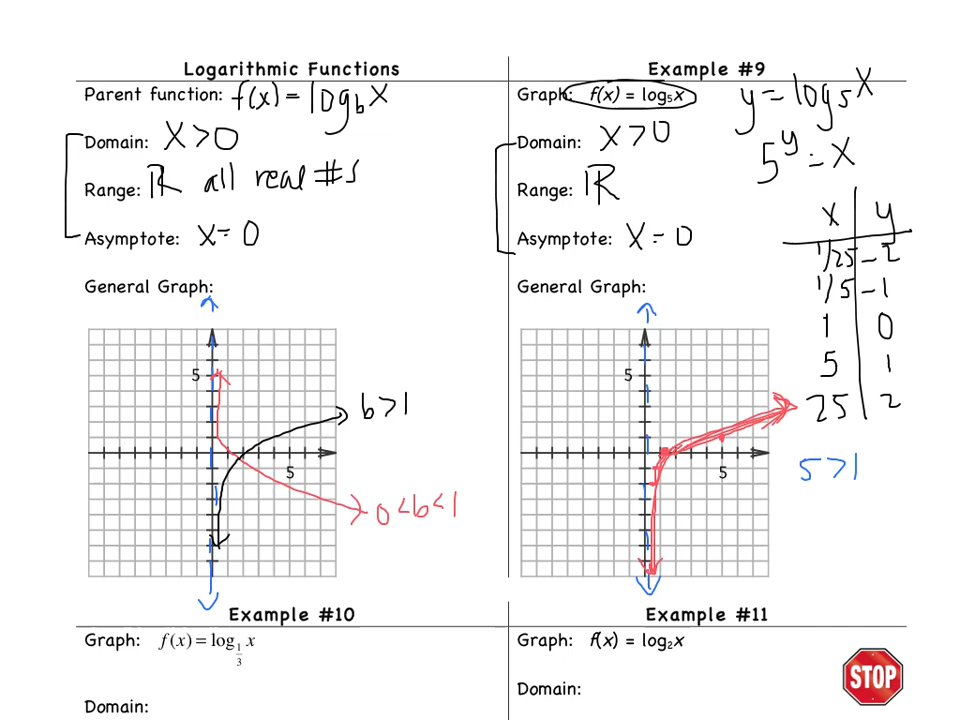 Logarithmic Functions
Parent function: f(x) = log_b x
Domain: x > 0
Range: ℝ all real #s
Asymptote: x = 0
General Graph:
5
5
b > 1
0 < b < 1
Example #9
Graph: f(x) = log₅x
y = log₅x
5^y = x
Domain: x > 0
Range: ℝ
Asymptote: x = 0
General Graph:
x y
1/25 -2
1/5 -1
1 0
5 1
25 2
5
5
5 > 1
Example #10
Graph: f(x) = log_{1/3} x
Domain:
Example #11
Graph: f(x) = log₂x
Domain:
STOP